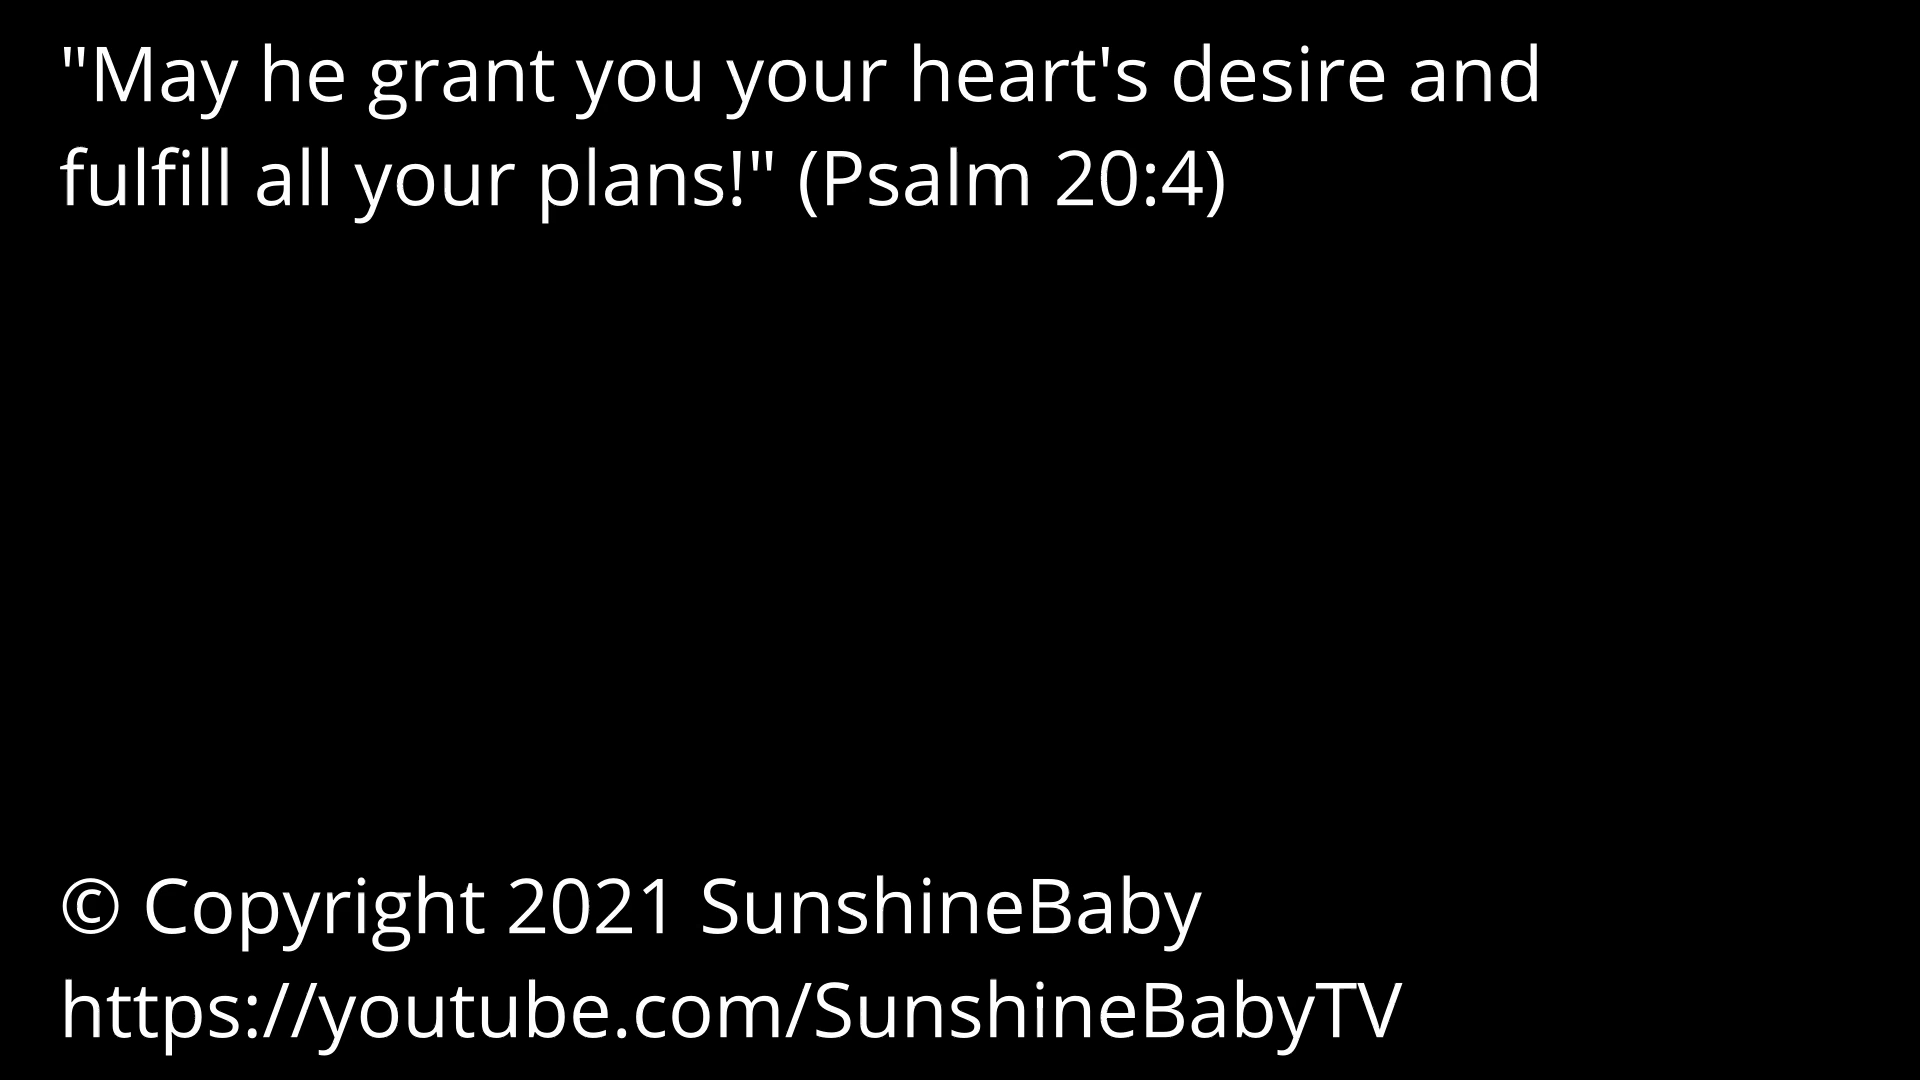 "May he grant you your heart's desire and
fulfill all your plans!" (Psalm 20:4)
© Copyright 2021 SunshineBaby
https://youtube.com/SunshineBabyTV